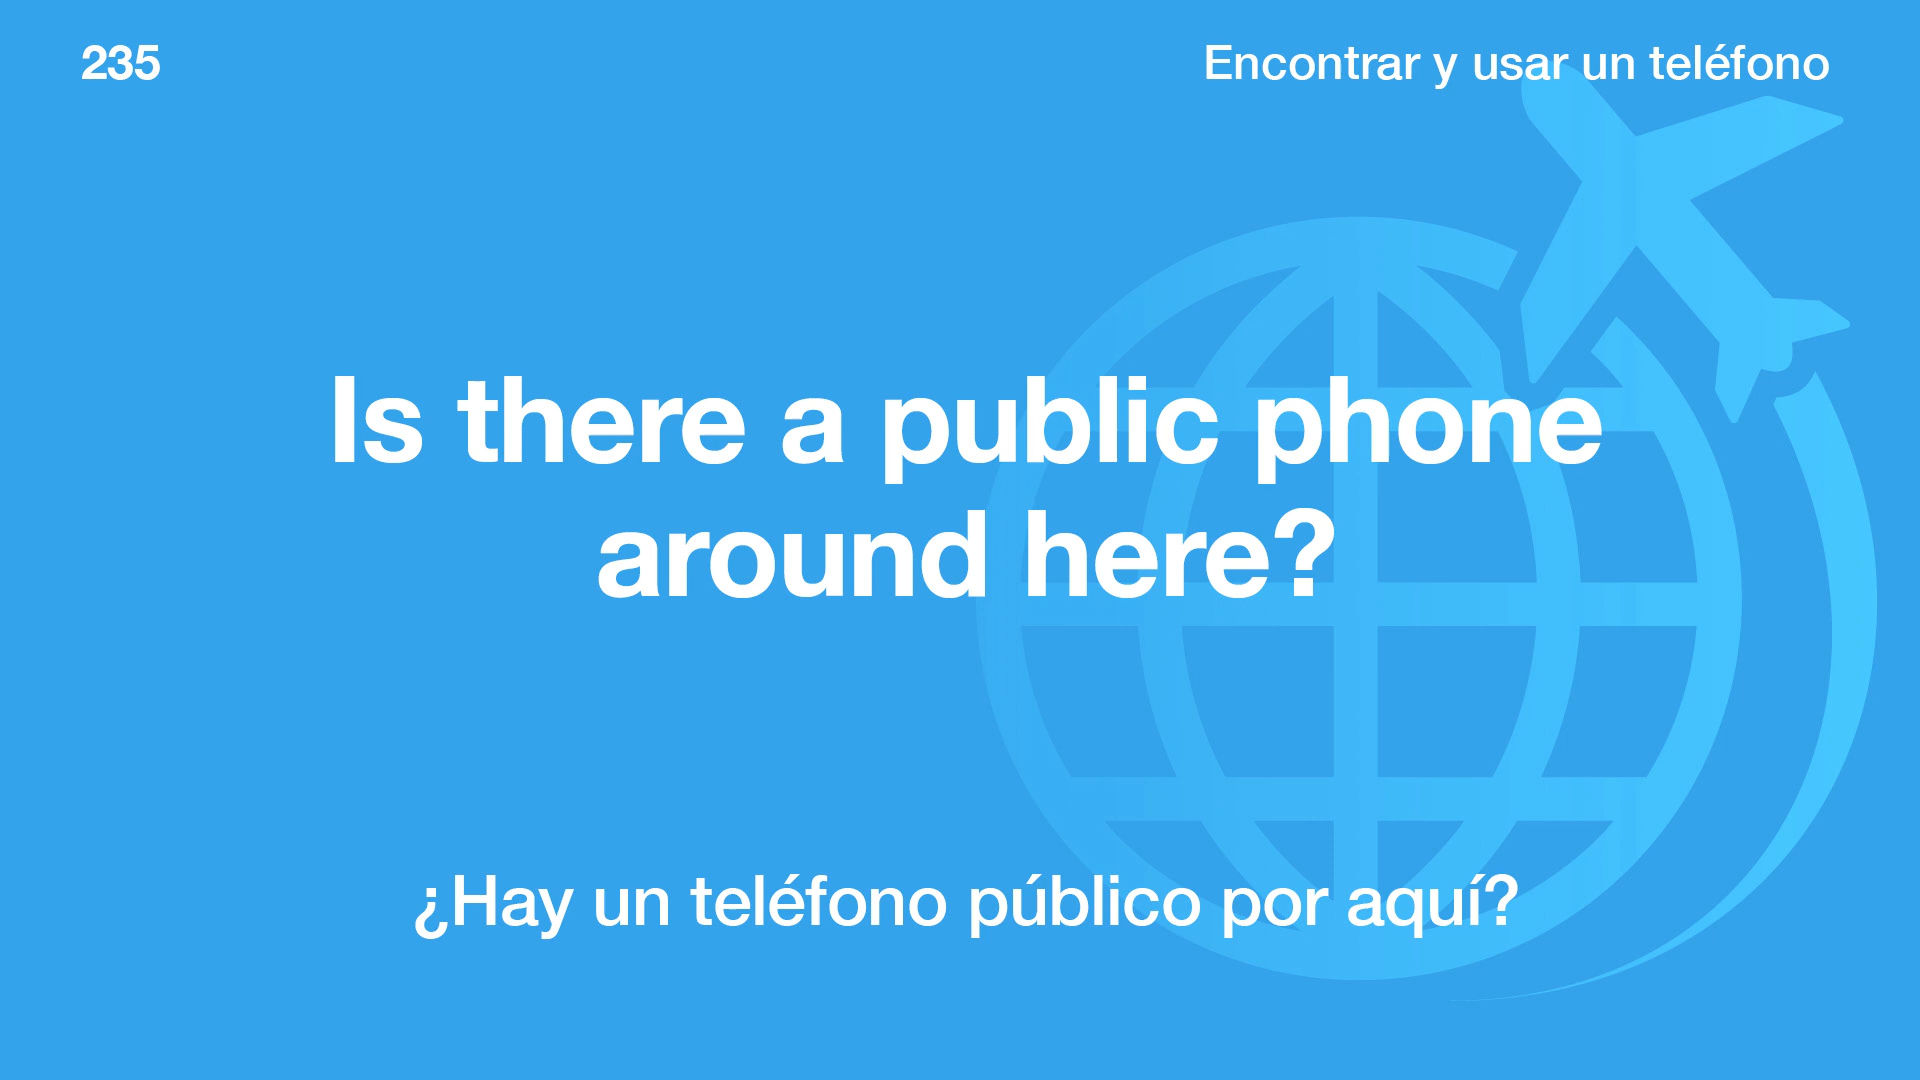 235
Encontrar y usar un teléfono
Is there a public phone
around here?
¿Hay un teléfono público por aquí?